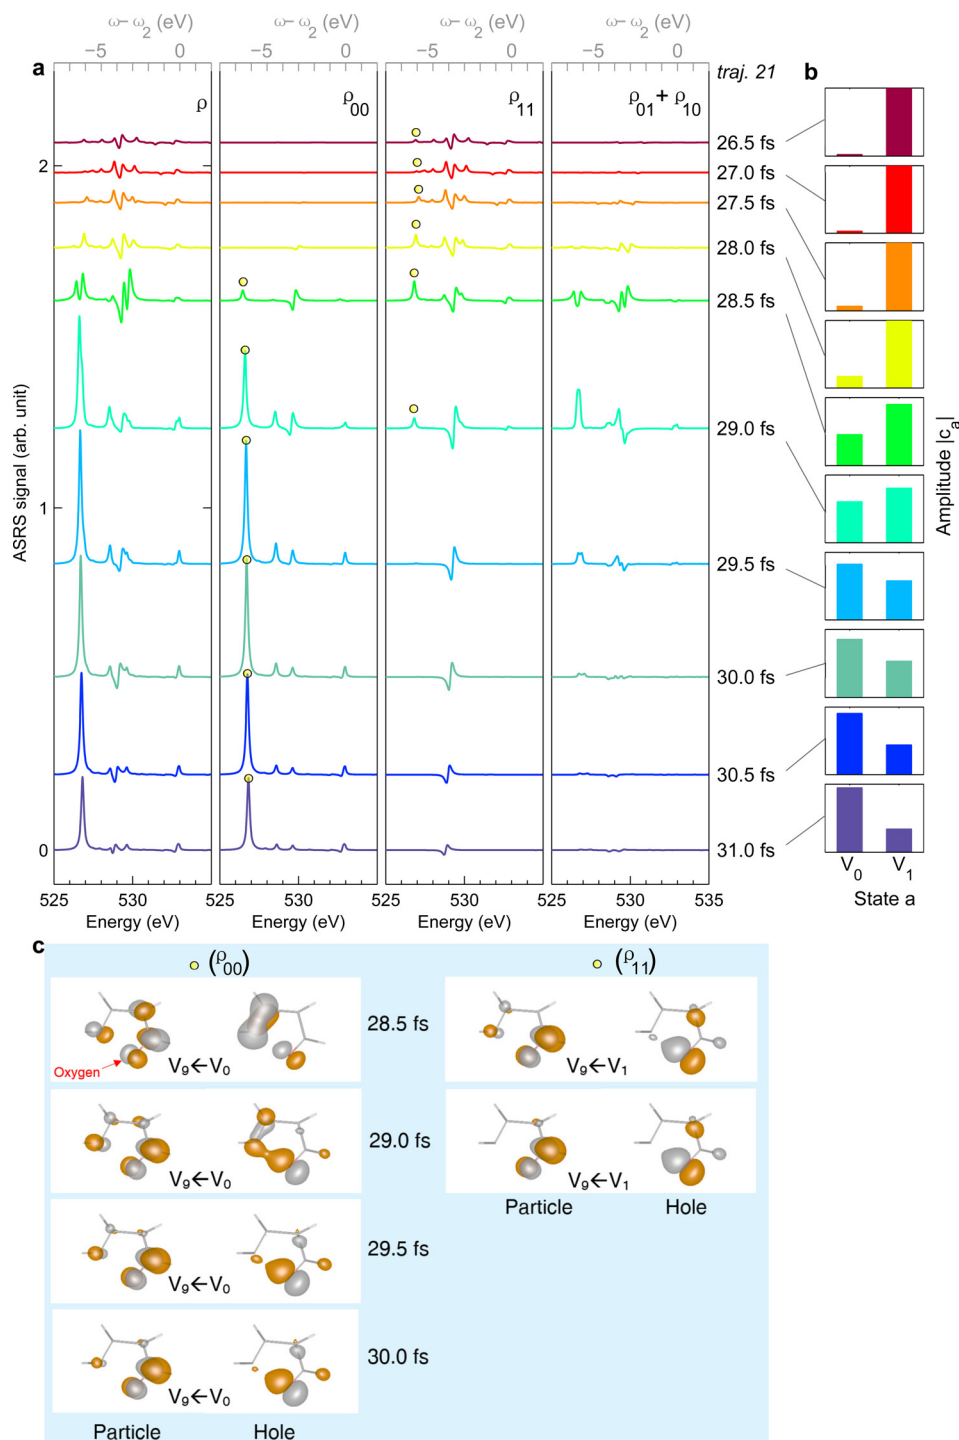 ω−ω2 (eV) ω−ω2 (eV) ω−ω2 (eV) ω−ω2 (eV)
−5 0 −5 0 −5 0 −5 0
a ρ ρ00 ρ11 ρ01 + ρ10 traj. 21 b
26.5 fs
2 27.0 fs
27.5 fs
28.0 fs
28.5 fs
29.0 fs
1 29.5 fs
30.0 fs
30.5 fs
0 31.0 fs
ASRS signal (arb. unit)
Amplitude |ca|
V0 V1
State a
525 530 525 530 525 530 525 530 535
Energy (eV) Energy (eV) Energy (eV) Energy (eV)
c (ρ00) (ρ11)
28.5 fs
Oxygen V9←V0 V9←V1
29.0 fs
V9←V0 V9←V1
Particle Hole
29.5 fs
V9←V0
30.0 fs
V9←V0
Particle Hole